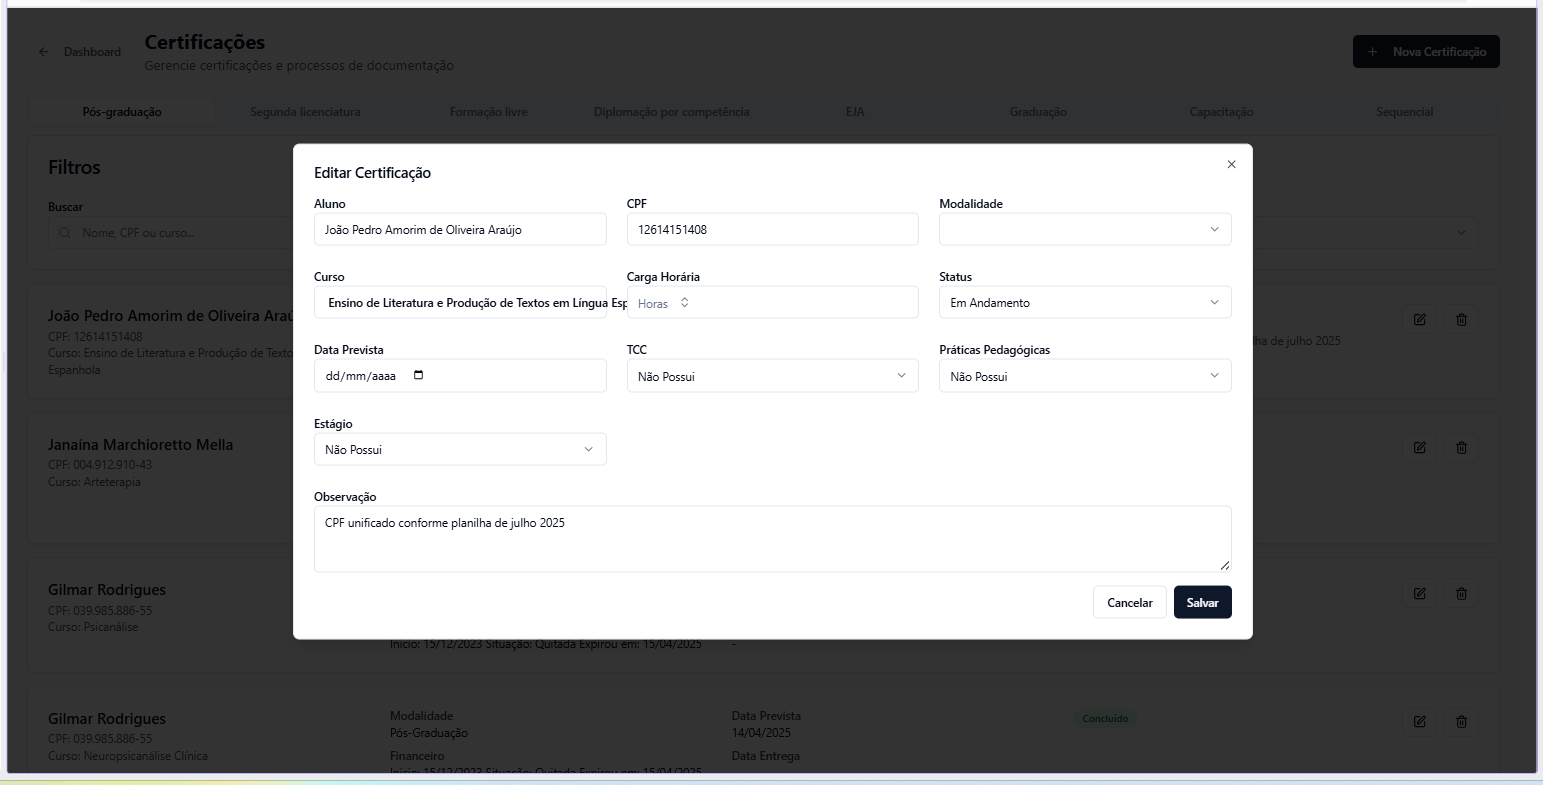 Dashboard
Certificações
Gerencie certificações e processos de documentação
Nova Certificação
Pós-graduação
Segunda licenciatura
Formação livre
Diplomação por competência
EJA
Graduação
Capacitação
Sequencial
Filtros
Buscar
Nome, CPF ou curso...
Editar Certificação
Aluno
João Pedro Amorim de Oliveira Araújo
CPF
12614151408
Modalidade
Curso
Ensino de Literatura e Produção de Textos em Língua Esp
Carga Horária
Horas
Status
Em Andamento
Data Prevista
dd/mm/aaaa
TCC
Não Possui
Práticas Pedagógicas
Não Possui
Estágio
Não Possui
Observação
CPF unificado conforme planilha de julho 2025
Cancelar
Salvar
João Pedro Amorim de Oliveira Araú
CPF: 12614151408
Curso: Ensino de Literatura e Produção de Texto
Espanhola
ha de julho 2025
Janaína Marchioretto Mella
CPF: 004.912.910-43
Curso: Arteterapia
Gilmar Rodrigues
CPF: 039.985.886-55
Curso: Psicanálise
Início: 15/12/2023 Situação: Quitada Expirou em: 15/04/2025
-
Gilmar Rodrigues
CPF: 039.985.886-55
Curso: Neuropsicanálise Clínica
Modalidade
Pós-Graduação
Financeiro
Início: 15/12/2023 Situação: Quitada Expirou em: 15/04/2025
Data Prevista
14/04/2025
Data Entrega
Concluído